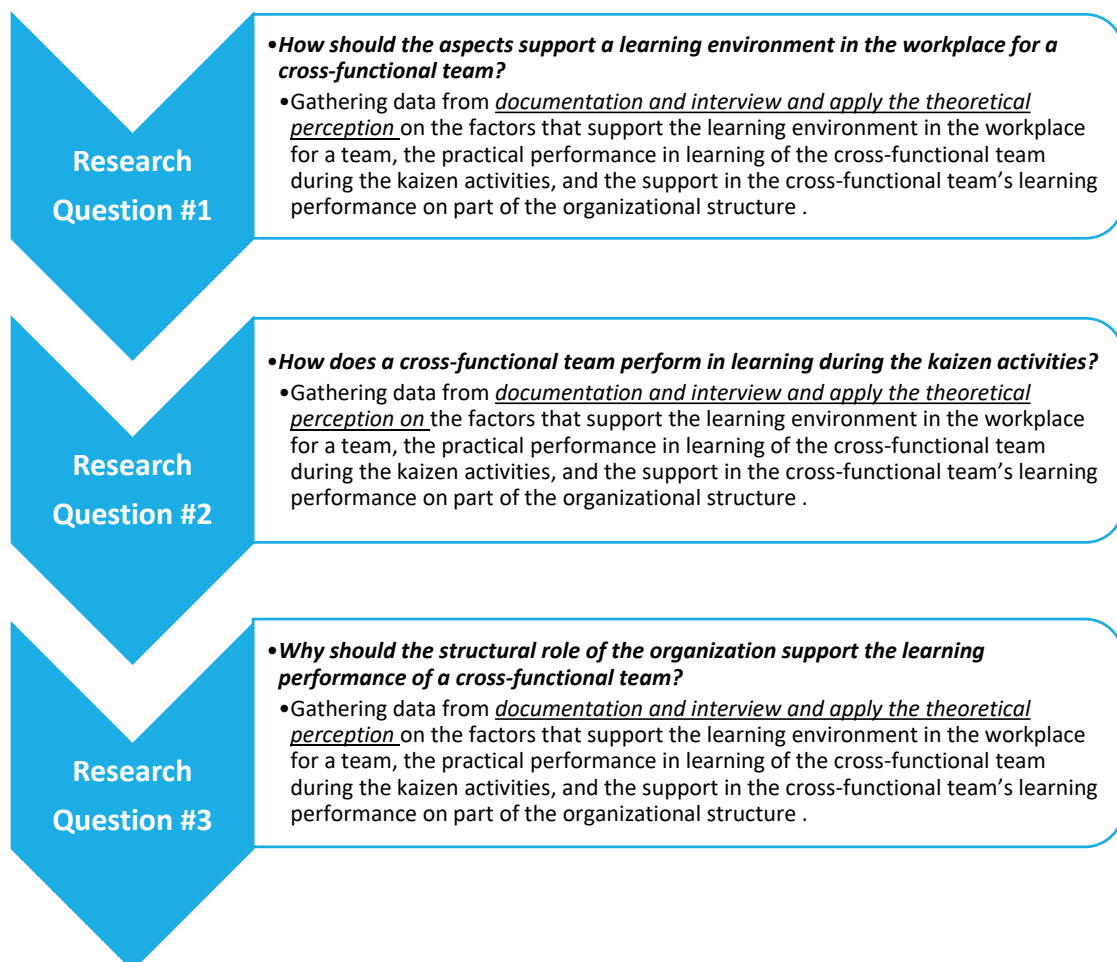 Research
Question #1
•How should the aspects support a learning environment in the workplace for a
cross-functional team?
•Gathering data from documentation and interview and apply the theoretical
perception on the factors that support the learning environment in the workplace
for a team, the practical performance in learning of the cross-functional team
during the kaizen activities, and the support in the cross-functional team’s learning
performance on part of the organizational structure .
Research
Question #2
•How does a cross-functional team perform in learning during the kaizen activities?
•Gathering data from documentation and interview and apply the theoretical
perception on the factors that support the learning environment in the workplace
for a team, the practical performance in learning of the cross-functional team
during the kaizen activities, and the support in the cross-functional team’s learning
performance on part of the organizational structure .
Research
Question #3
•Why should the structural role of the organization support the learning
performance of a cross-functional team?
•Gathering data from documentation and interview and apply the theoretical
perception on the factors that support the learning environment in the workplace
for a team, the practical performance in learning of the cross-functional team
during the kaizen activities, and the support in the cross-functional team’s learning
performance on part of the organizational structure .